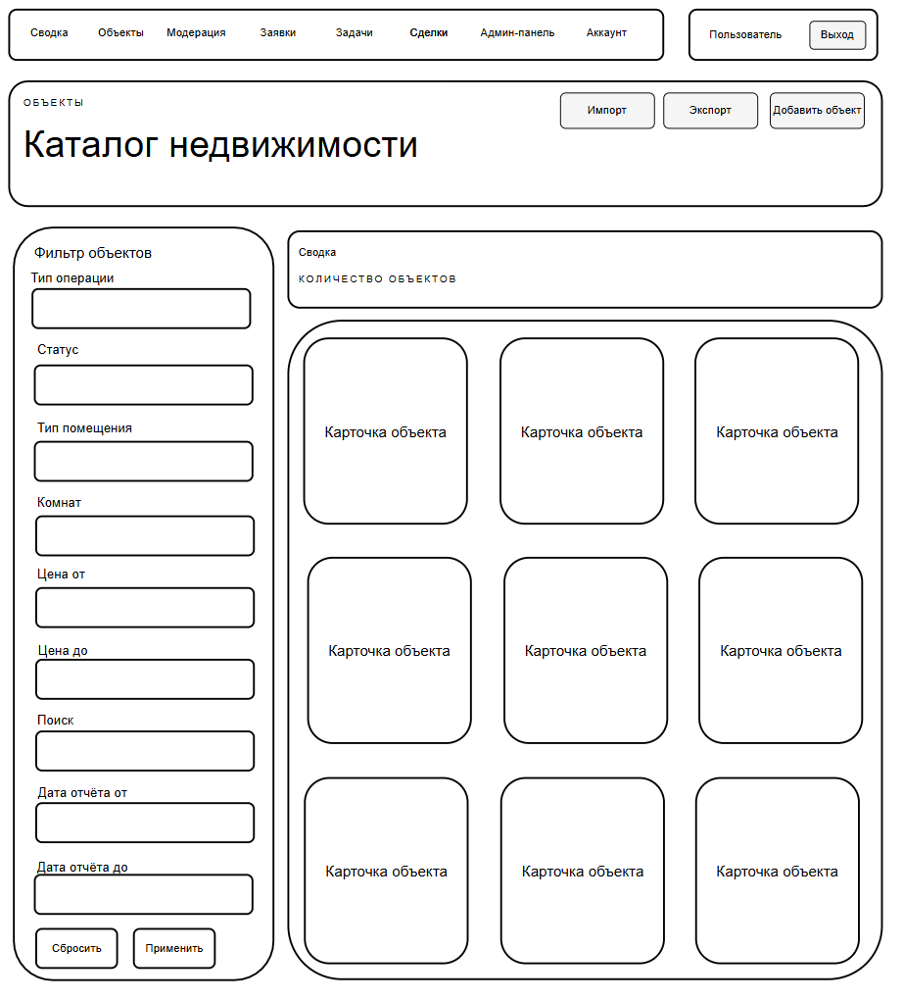 Сводка Объекты Модерация Заявки Задачи Сделки Админ-панель Аккаунт
Пользователь Выход
ОБЪЕКТЫ
Импорт Экспорт Добавить объект
Каталог недвижимости
Фильтр объектов
Тип операции
Статус
Тип помещения
Комнат
Цена от
Цена до
Поиск
Дата отчёта от
Дата отчёта до
Сбросить Применить
Сводка
КОЛИЧЕСТВО ОБЪЕКТОВ
Карточка объекта Карточка объекта Карточка объекта
Карточка объекта Карточка объекта Карточка объекта
Карточка объекта Карточка объекта Карточка объекта